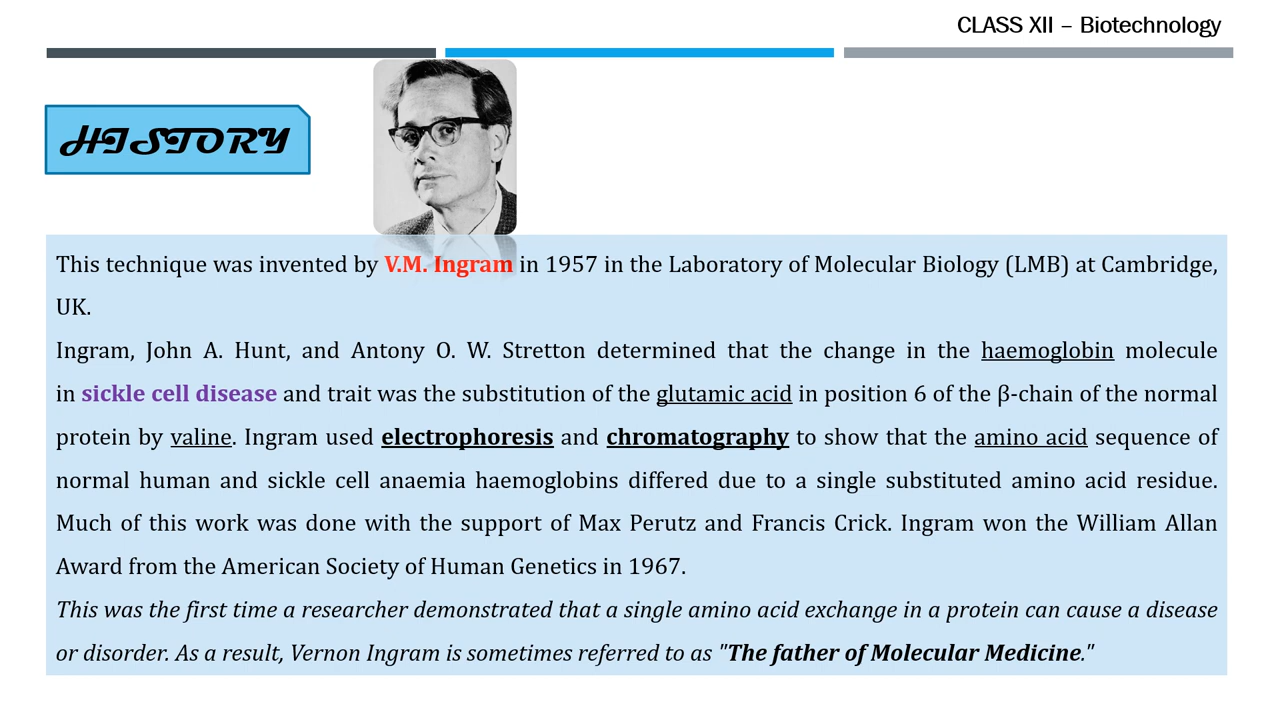 CLASS XII – Biotechnology
HISTORY
This technique was invented by V.M. Ingram in 1957 in the Laboratory of Molecular Biology (LMB) at Cambridge,
UK.
Ingram, John A. Hunt, and Antony O. W. Stretton determined that the change in the haemoglobin molecule
in sickle cell disease and trait was the substitution of the glutamic acid in position 6 of the β-chain of the normal
protein by valine. Ingram used electrophoresis and chromatography to show that the amino acid sequence of
normal human and sickle cell anaemia haemoglobins differed due to a single substituted amino acid residue.
Much of this work was done with the support of Max Perutz and Francis Crick. Ingram won the William Allan
Award from the American Society of Human Genetics in 1967.
This was the first time a researcher demonstrated that a single amino acid exchange in a protein can cause a disease
or disorder. As a result, Vernon Ingram is sometimes referred to as "The father of Molecular Medicine."